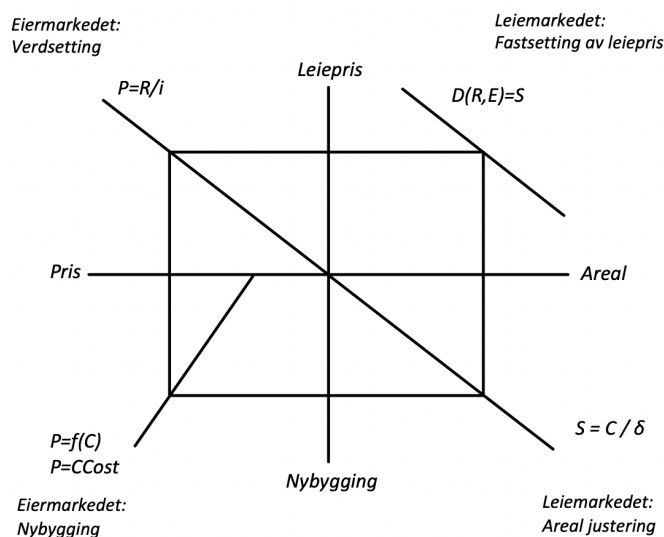 Eiermarkedet:
Verdsetting
Leiemarkedet:
Fastsetting av leiepris
Leiepris
P=R/i
D(R,E)=S
Pris
Areal
P=f(C)
P=CCost
S = C / δ
Nybygging
Eiermarkedet:
Nybygging
Leiemarkedet:
Areal justering